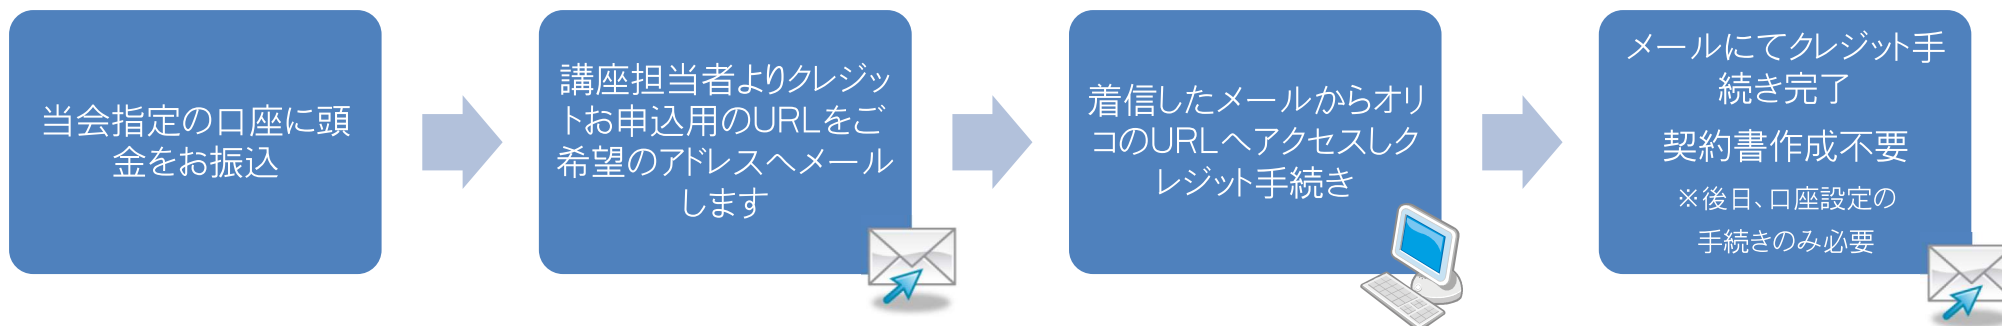 当会指定の口座に頭
金をお振込
講座担当者よりクレジッ
トお申込用のURLをご
希望のアドレスへメール
します
着信したメールからオリ
コのURLへアクセスしク
レジット手続き
メールにてクレジット手
続き完了
契約書作成不要
※後日、口座設定の
手続きのみ必要